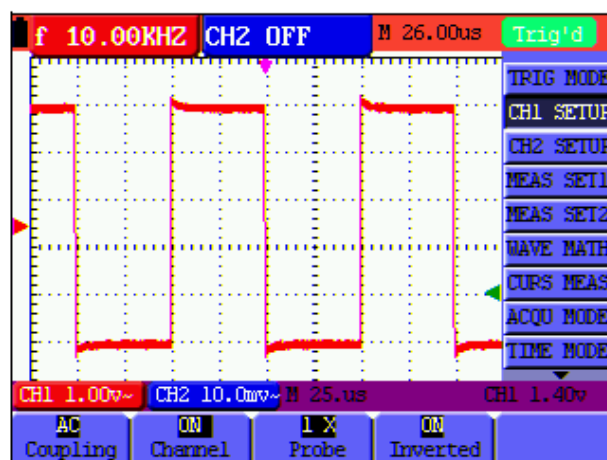 f 10.00KHZ CH2 OFF M 26.00us Trig'd
TRIG MODE
CH1 SETUP
CH2 SETUP
MEAS SET1
MEAS SET2
WAVE MATH
CURS MEAS
ACQU MODE
TIME MODE
CH1 1.00v~ CH2 10.0mv~ M 25.us CH1 1.40v
AC ON 1 X ON
Coupling Channel Probe Inverted